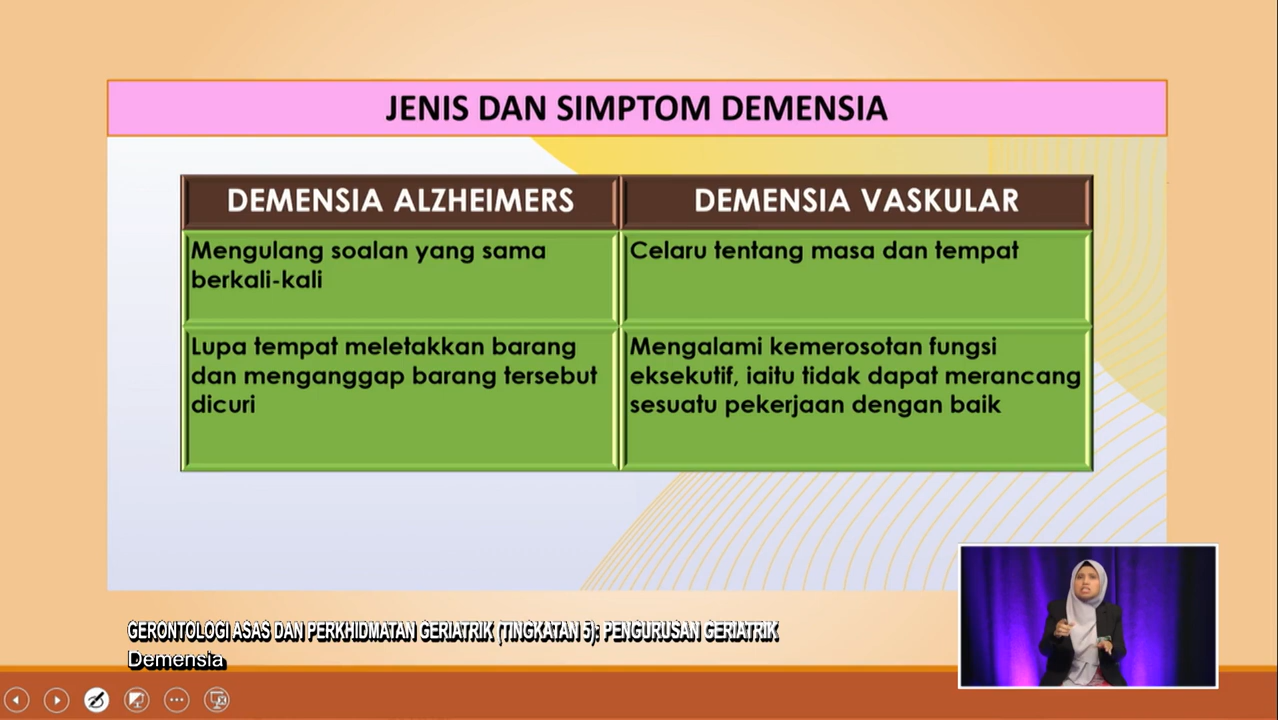 JENIS DAN SIMPTOM DEMENSIA
DEMENSIA ALZHEIMERS
DEMENSIA VASKULAR
Mengulang soalan yang sama
berkali-kali
Celaru tentang masa dan tempat
Lupa tempat meletakkan barang
dan menganggap barang tersebut
dicuri
Mengalami kemerosotan fungsi
eksekutif, iaitu tidak dapat merancang
sesuatu pekerjaan dengan baik
GERONTOLOGI ASAS DAN PERKHIDMATAN GERIATRIK (TINGKATAN 5): PENGURUSAN GERIATRIK
Demensia